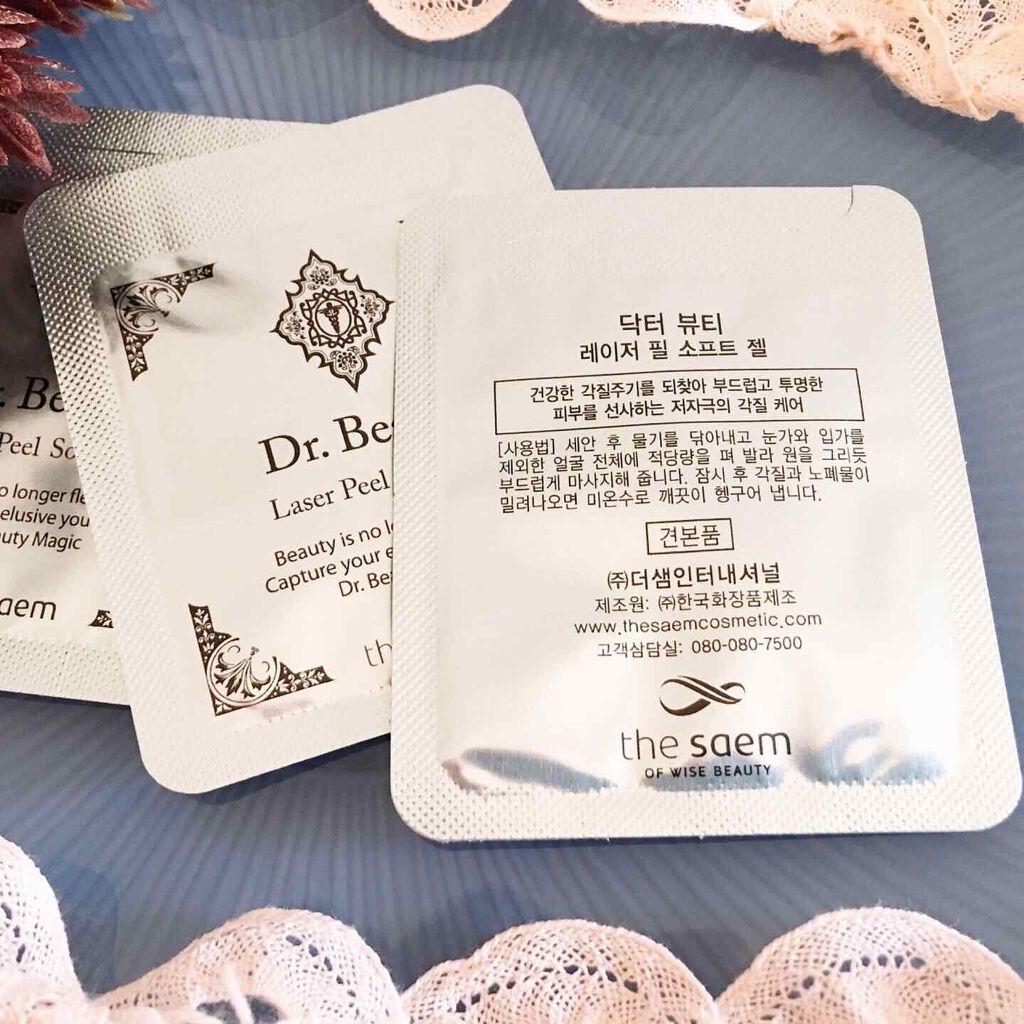 Dr. Be
Laser Peel
Beauty is no
Capture your
Dr. Be
the
Peel So
o longer fle
elusive you
uty Magic
aem
닥터 뷰티
레이저 필 소프트 젤
건강한 각질주기를 되찾아 부드럽고 투명한
피부를 선사하는 저자극의 각질 케어
[사용법] 세안 후 물기를 닦아내고 눈가와 입가를
제외한 얼굴 전체에 적당량을 펴 발라 원을 그리듯
부드럽게 마사지해 줍니다. 잠시 후 각질과 노폐물이
밀려나오면 미온수로 깨끗이 헹구어 냅니다.
견본품
㈜더샘인터내셔널
제조원: ㈜한국화장품제조
www.thesaemcosmetic.com
고객상담실: 080-080-7500
the saem
OF WISE BEAUTY